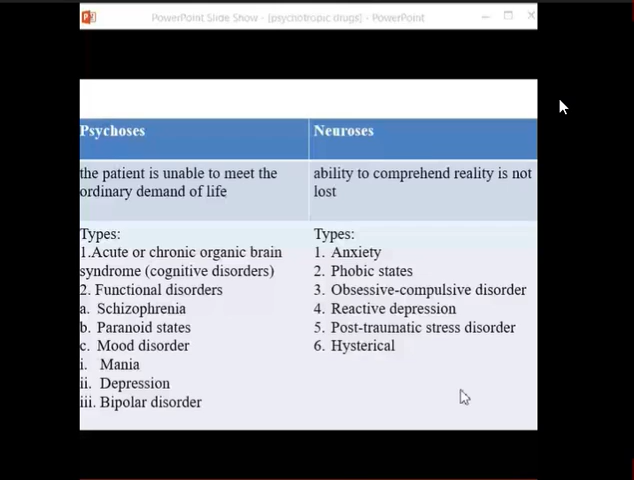 PowerPoint Slide Show - [psychotropic drugs] - PowerPoint
Psychoses
Neuroses
the patient is unable to meet the
ordinary demand of life
ability to comprehend reality is not
lost
Types:
1.Acute or chronic organic brain
syndrome (cognitive disorders)
2. Functional disorders
a. Schizophrenia
b. Paranoid states
c. Mood disorder
i. Mania
ii. Depression
iii. Bipolar disorder
Types:
1. Anxiety
2. Phobic states
3. Obsessive-compulsive disorder
4. Reactive depression
5. Post-traumatic stress disorder
6. Hysterical